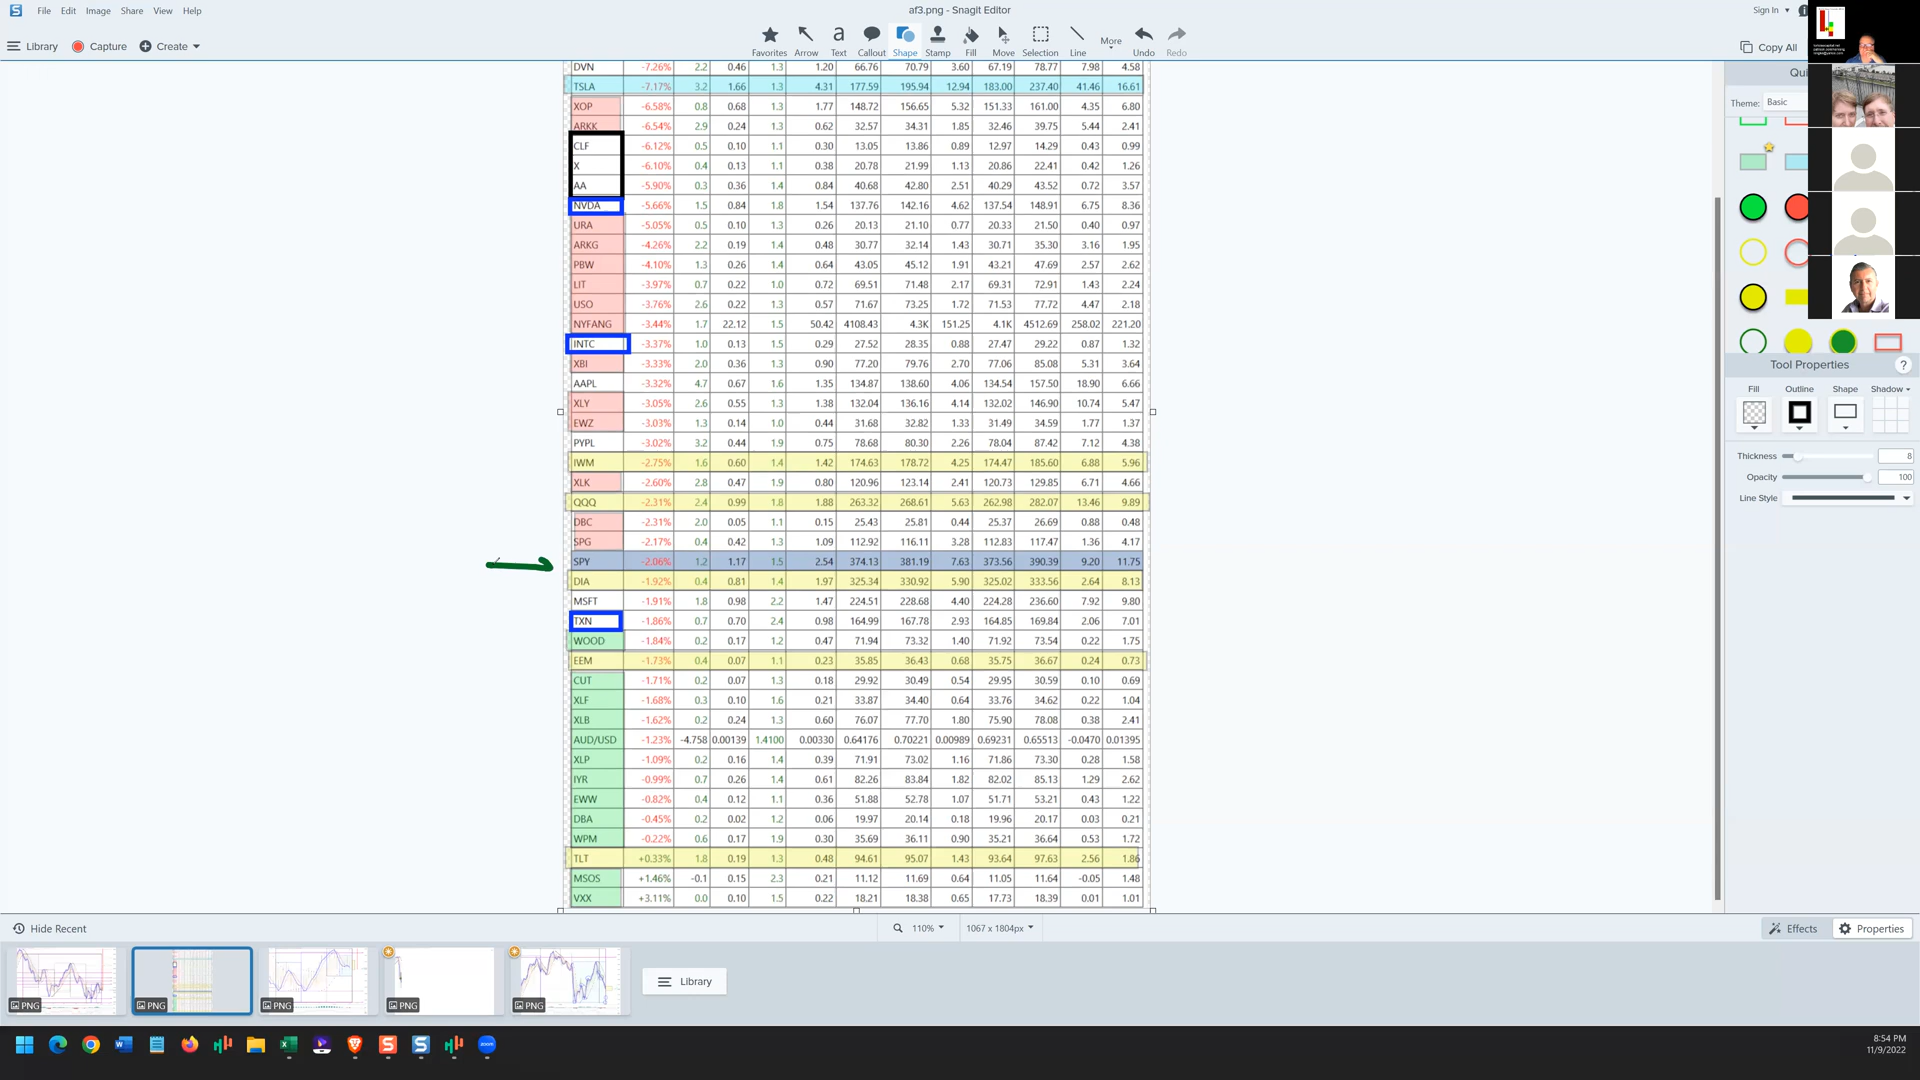 af3.png - Snagit Editor
File Edit Image Share View Help
Sign In
Library Capture Create
Favorites Arrow Text Callout Shape Stamp Fill Move Selection Line More Undo Redo
Copy All
DVN -7.26% 2.2 0.46 1.3 1.20 66.76 70.79 3.60 67.19 78.77 7.98 4.58
TSLA -7.17% 3.2 1.66 1.3 4.31 177.59 195.94 12.94 183.00 237.40 41.46 16.61
XOP -6.58% 0.8 0.68 1.3 1.77 148.72 156.65 5.32 151.33 161.00 4.35 6.80
ARKK -6.54% 2.9 0.24 1.3 0.62 32.57 34.31 1.85 32.46 39.75 5.44 2.41
CLF -6.12% 0.5 0.10 1.1 0.30 13.05 13.86 0.89 12.97 14.29 0.43 0.99
X -6.10% 0.4 0.13 1.1 0.38 20.78 21.99 1.13 20.86 22.41 0.42 1.26
AA -5.90% 0.3 0.36 1.4 0.84 40.68 42.80 2.51 40.29 43.52 0.72 3.57
NVDA -5.66% 1.5 0.84 1.8 1.54 137.76 142.16 4.62 137.54 148.91 6.75 8.36
URA -5.05% 0.5 0.10 1.3 0.26 20.13 21.10 0.77 20.33 21.50 0.40 0.97
ARKG -4.26% 2.2 0.19 1.4 0.48 30.77 32.14 1.43 30.71 35.30 3.16 1.95
PBW -4.10% 1.3 0.26 1.4 0.64 43.05 45.12 1.91 43.21 47.69 2.57 2.62
LIT -3.97% 0.7 0.22 1.0 0.72 69.51 71.48 2.17 69.31 72.91 1.43 2.24
USO -3.76% 2.6 0.22 1.3 0.57 71.67 73.25 1.72 71.53 77.72 4.47 2.18
NYFANG -3.44% 1.7 22.12 1.5 50.42 4108.43 4.3K 151.25 4.1K 4512.69 258.02 221.20
INTC -3.37% 1.0 0.13 1.5 0.29 27.52 28.35 0.88 27.47 29.22 0.87 1.32
XBI -3.33% 2.0 0.36 1.3 0.90 77.20 79.76 2.70 77.06 85.08 5.31 3.64
AAPL -3.32% 4.7 0.67 1.6 1.35 134.87 138.60 4.06 134.54 157.50 18.90 6.66
XLY -3.05% 2.6 0.55 1.3 1.38 132.04 136.16 4.14 132.02 146.90 10.74 5.47
EWZ -3.03% 1.3 0.14 1.0 0.44 31.68 32.82 1.33 31.49 34.59 1.77 1.37
PYPL -3.02% 3.2 0.44 1.9 0.75 78.68 80.30 2.26 78.04 87.42 7.12 4.38
IWM -2.75% 1.6 0.60 1.4 1.42 174.63 178.72 4.25 174.47 185.60 6.88 5.96
XLK -2.60% 2.8 0.47 1.9 0.80 120.96 123.14 2.41 120.73 129.85 6.71 4.66
QQQ -2.31% 2.4 0.99 1.8 1.88 263.32 268.61 5.63 262.98 282.07 13.46 9.89
DBC -2.31% 2.0 0.05 1.1 0.15 25.43 25.81 0.44 25.37 26.69 0.88 0.48
SPG -2.17% 0.4 0.42 1.3 1.09 112.92 116.11 3.28 112.83 117.47 1.36 4.17
SPY -2.06% 1.2 1.17 1.5 2.54 374.13 381.19 7.63 373.56 390.39 9.20 11.75
DIA -1.92% 0.4 0.81 1.4 1.97 325.34 330.92 5.90 325.02 333.56 2.64 8.13
MSFT -1.91% 1.8 0.98 2.2 1.47 224.51 228.68 4.40 224.28 236.60 7.92 9.80
TXN -1.86% 0.7 0.70 2.4 0.98 164.99 167.78 2.93 164.85 169.84 2.06 7.01
WOOD -1.84% 0.2 0.17 1.2 0.47 71.94 73.32 1.40 71.92 73.54 0.22 1.75
EEM -1.73% 0.4 0.07 1.1 0.23 35.85 36.43 0.68 35.75 36.67 0.24 0.73
CUT -1.71% 0.2 0.07 1.3 0.18 29.92 30.49 0.54 29.95 30.59 0.10 0.69
XLF -1.68% 0.3 0.10 1.6 0.21 33.87 34.40 0.64 33.76 34.62 0.22 1.04
XLB -1.62% 0.2 0.24 1.3 0.60 76.07 77.70 1.80 75.90 78.08 0.38 2.41
AUD/USD -1.23% -4.758 0.00139 1.4100 0.00330 0.64176 0.70221 0.00989 0.69231 0.65513 -0.0470 0.01395
XLP -1.09% 0.2 0.16 1.4 0.39 71.91 73.02 1.16 71.86 73.30 0.28 1.58
IYR -0.99% 0.7 0.26 1.4 0.61 82.26 83.84 1.82 82.02 85.13 1.29 2.62
EWW -0.82% 0.4 0.12 1.1 0.36 51.88 52.78 1.07 51.71 53.21 0.43 1.22
DBA -0.45% 0.2 0.02 1.2 0.06 19.97 20.14 0.18 19.96 20.17 0.03 0.21
WPM -0.22% 0.6 0.17 1.9 0.30 35.69 36.11 0.90 35.21 36.64 0.53 1.72
TLT +0.33% 1.8 0.19 1.3 0.48 94.61 95.07 1.43 93.64 97.63 2.56 1.86
MSOS +1.46% -0.1 0.15 2.3 0.21 11.12 11.69 0.64 11.05 11.64 -0.05 1.48
VXX +3.11% 0.0 0.10 1.5 0.22 18.21 18.38 0.65 17.73 18.39 0.01 1.01
Qui
Theme: Basic
Tool Properties
?
Fill Outline Shape Shadow
Thickness 8
Opacity 100
Line Style
Hide Recent
110% 1067 x 1804px
Effects Properties
PNG PNG PNG PNG PNG
Library
zoom
8:54 PM
11/9/2022